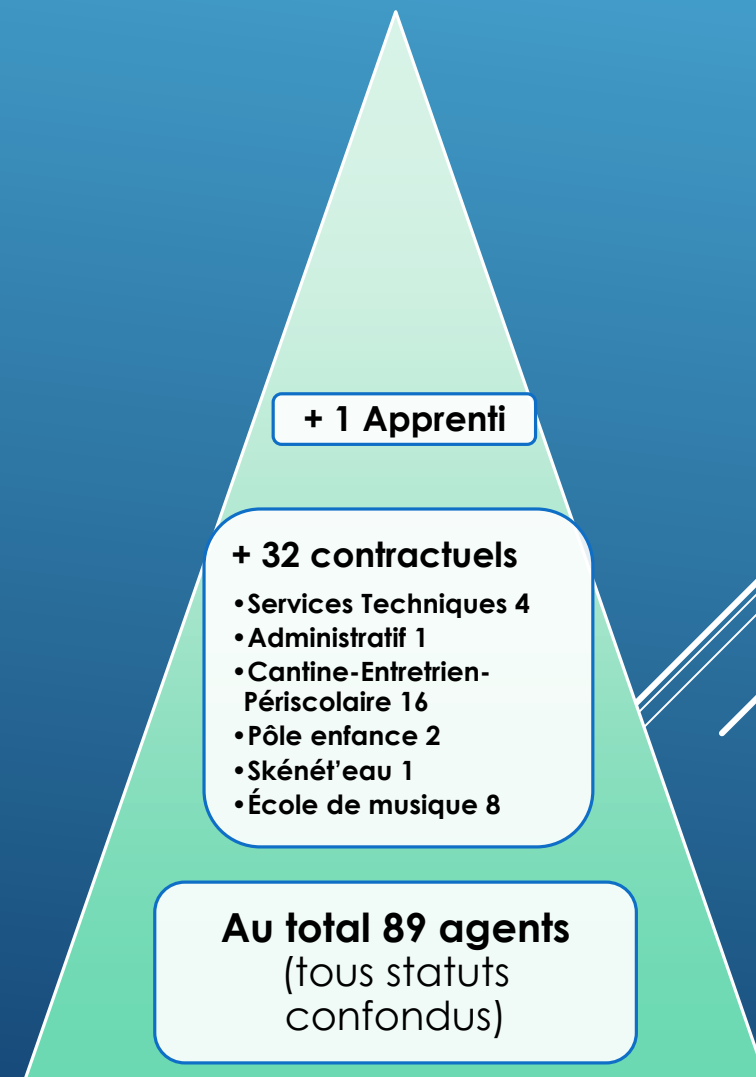 + 1 Apprenti
+ 32 contractuels
•Services Techniques 4
•Administratif 1
•Cantine-Entretrien-
Périscolaire 16
•Pôle enfance 2
•Skénét’eau 1
•École de musique 8
Au total 89 agents
(tous statuts
confondus)